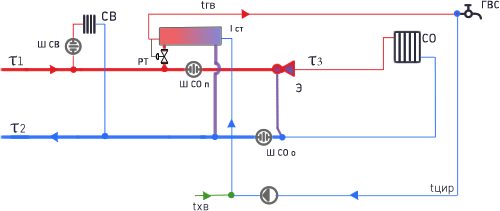 tгв
ГВС
СВ
I ст
СО
Ш СВ
τ1
РТ
τ3
Ш СО п
Э
τ2
Ш СО о
tцир
tхв